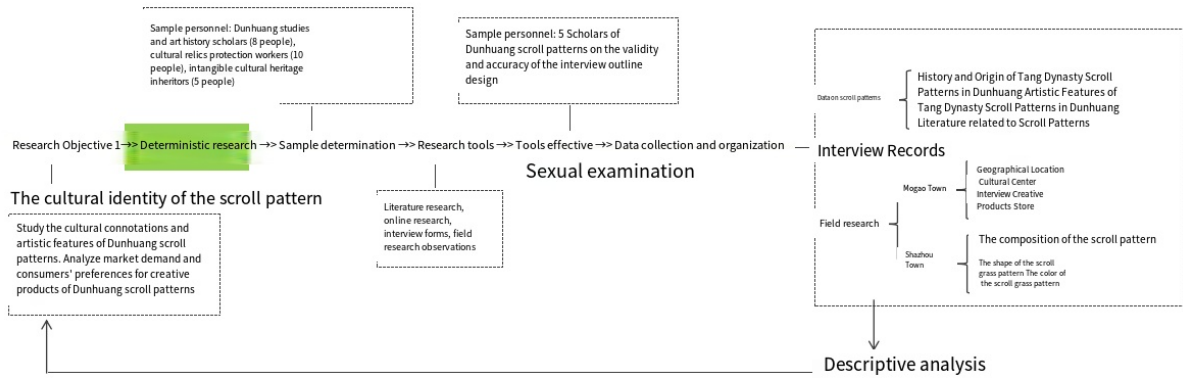 Sample personnel: Dunhuang studies
and art history scholars (8 people),
cultural relics protection workers (10
people), intangible cultural heritage
inheritors (5 people)
Sample personnel: 5 Scholars of
Dunhuang scroll patterns on the validity
and accuracy of the interview outline
design
Research Objective 1→> Deterministic research →> Sample determination →> Research tools →> Tools effective →> Data collection and organization
Sexual examination
The cultural identity of the scroll pattern
Study the cultural connotations and
artistic features of Dunhuang scroll
patterns. Analyze market demand and
consumers' preferences for creative
products of Dunhuang scroll patterns
Literature research,
online research,
interview forms, field
research observations
Data on scroll patterns
History and Origin of Tang Dynasty Scroll
Patterns in Dunhuang Artistic Features of
Tang Dynasty Scroll Patterns in Dunhuang
Literature related to Scroll Patterns
Interview Records
Field research
Mogao Town
Geographical Location
Cultural Center
Interview Creative
Products Store
Shazhou
Town
The composition of the scroll pattern
The shape of the scroll
grass pattern The color of
the scroll grass pattern
Descriptive analysis